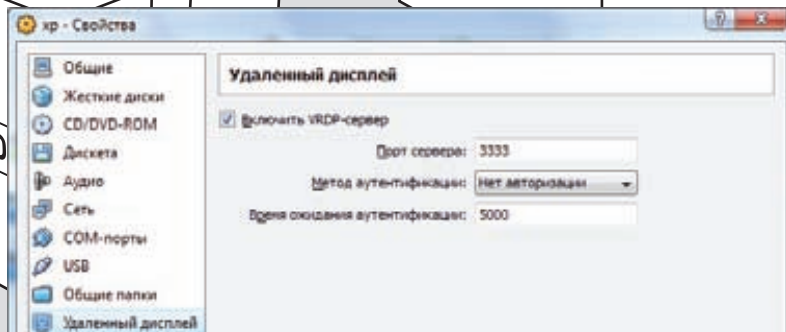 xp - Свойства
Общие
Жесткие диски
CD/DVD-ROM
Дискета
Аудио
Сеть
COM-порты
USB
Общие папки
Удаленный дисплей
Удаленный дисплей
Включить VRDP-сервер
Порт сервера: 3333
Метод аутентификации: Нет авторизации
Время ожидания аутентификации: 5000